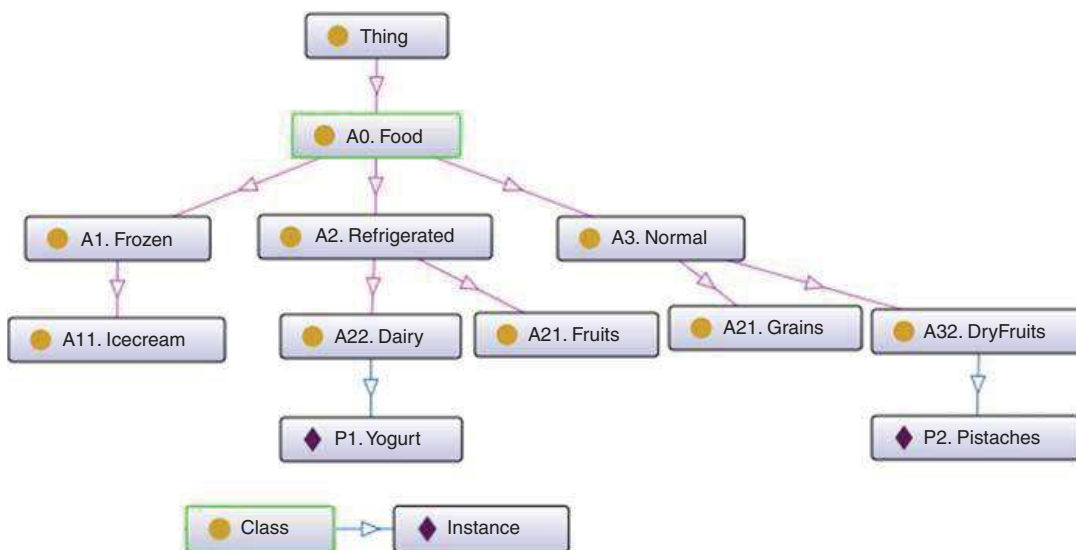 Thing
A0. Food
A1. Frozen
A2. Refrigerated
A3. Normal
A11. Icecream
A22. Dairy
A21. Fruits
A21. Grains
A32. DryFruits
P1. Yogurt
P2. Pistaches
Class
Instance